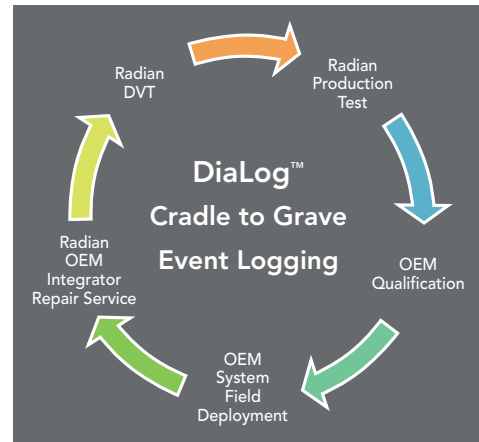 Radian
DVT
Radian
Production
Test
DiaLog™
Cradle to Grave
Event Logging
OEM
Qualification
OEM
System
Field
Deployment
Radian
OEM
Integrator
Repair Service